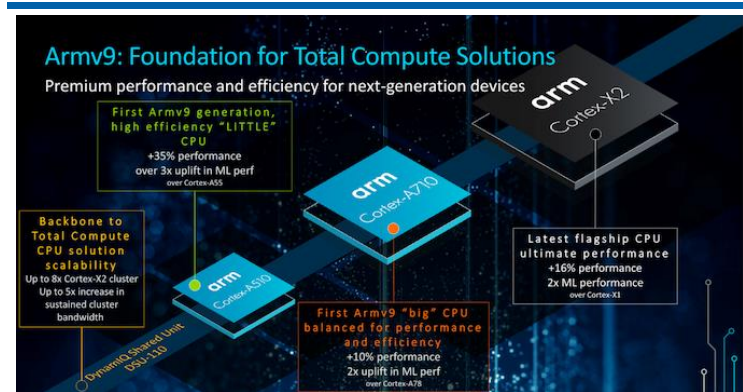 Armv9: Foundation for Total Compute Solutions
Premium performance and efficiency for next-generation devices
First Armv9 generation,
high efficiency "LITTLE"
CPU
+35% performance
over 3x uplift in ML perf
over Cortex-A55
Backbone to
Total Compute
CPU solution
scalability
Up to 8x Cortex-X2 cluster
Up to 5x increase in
sustained cluster
bandwidth
arm
Cortex-A510
DynamIQ Shared Unit
DSU-110
arm
Cortex-A710
First Armv9 "big" CPU
balanced for performance
and efficiency
+10% performance
2x uplift in ML perf
over Cortex-A78
arm
Cortex-X2
Latest flagship CPU
ultimate performance
+16% performance
2x ML performance
over Cortex-X1